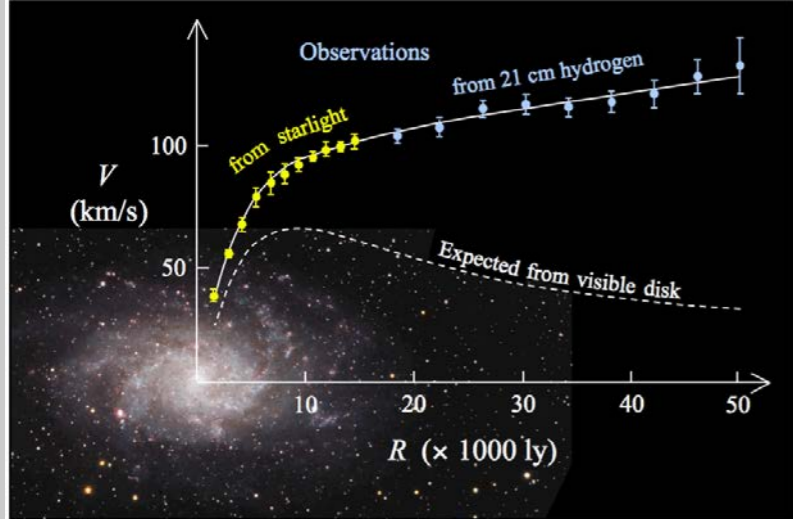 Observations
from 21 cm hydrogen
from starlight
100
V
(km/s)
50
Expected from visible disk
10
20
30
40
50
R (× 1000 ly)